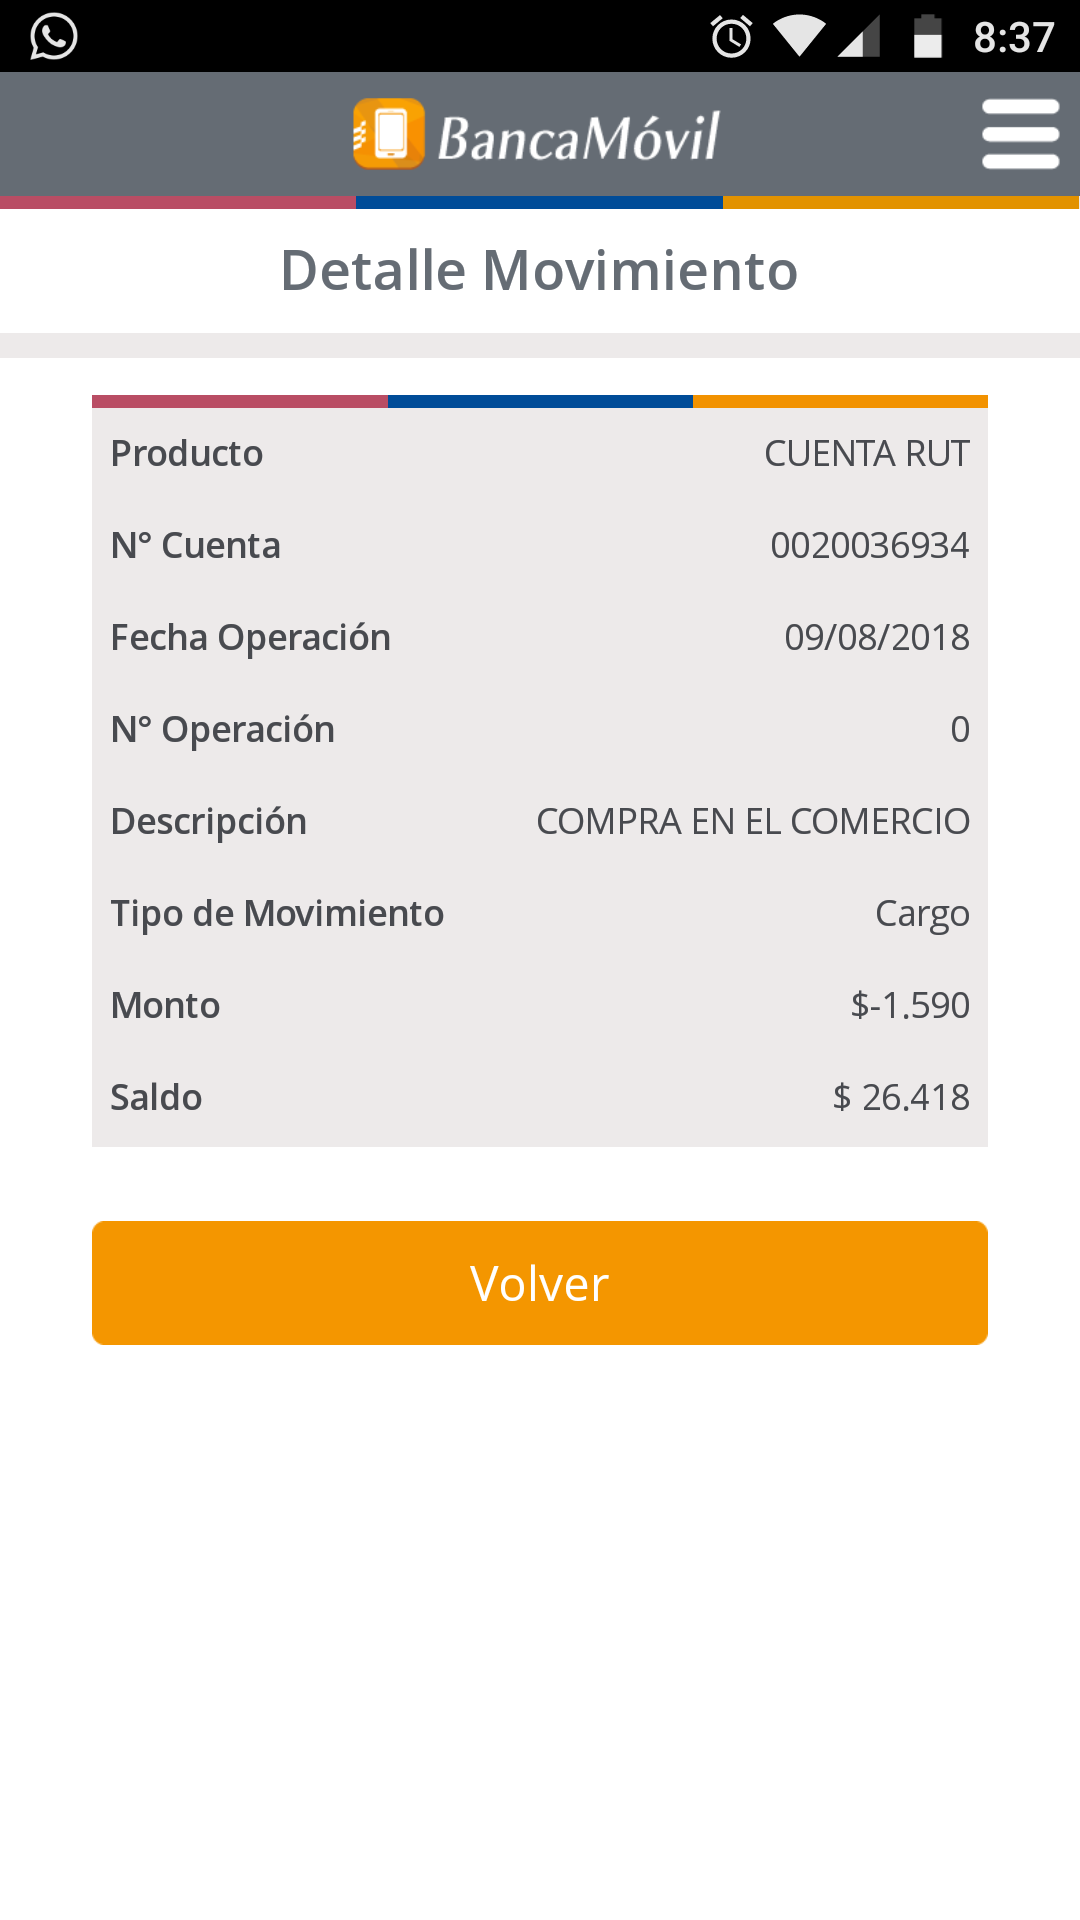 8:37
BancaMóvil
Detalle Movimiento
Producto CUENTA RUT
N° Cuenta 0020036934
Fecha Operación 09/08/2018
N° Operación 0
Descripción COMPRA EN EL COMERCIO
Tipo de Movimiento Cargo
Monto $-1.590
Saldo $ 26.418
Volver